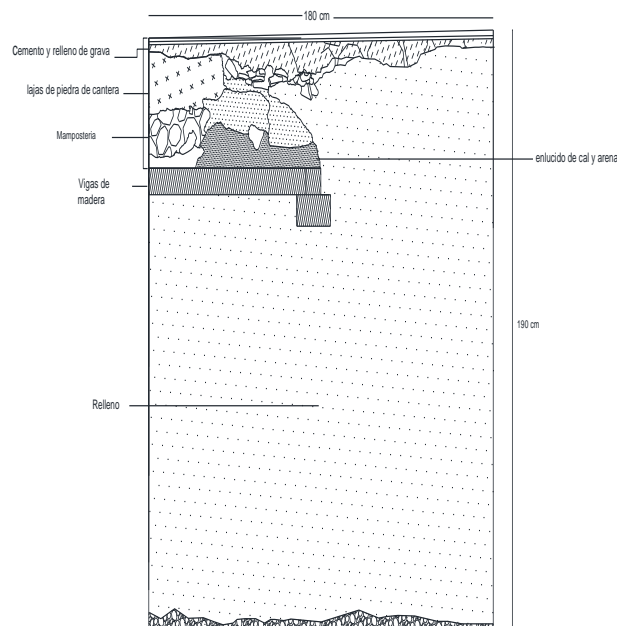 180 cm
Cemento y relleno de grava
lajas de piedra de cantera
Mamposteria
enlucido de cal y arena
Vigas de
madera
190 cm
Relleno